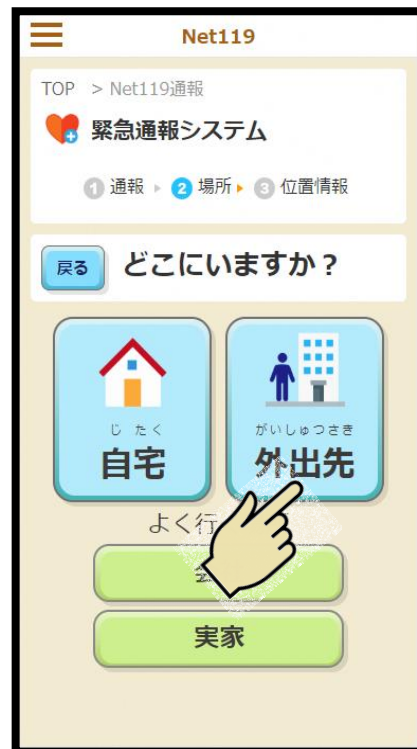 Net119
TOP > Net119通報
緊急通報システム
1 通報 ▸ 2 場所 ▸ 3 位置情報
戻る どこにいますか？
じたく がいしゅつさき
自宅 外出先
よく行
実家